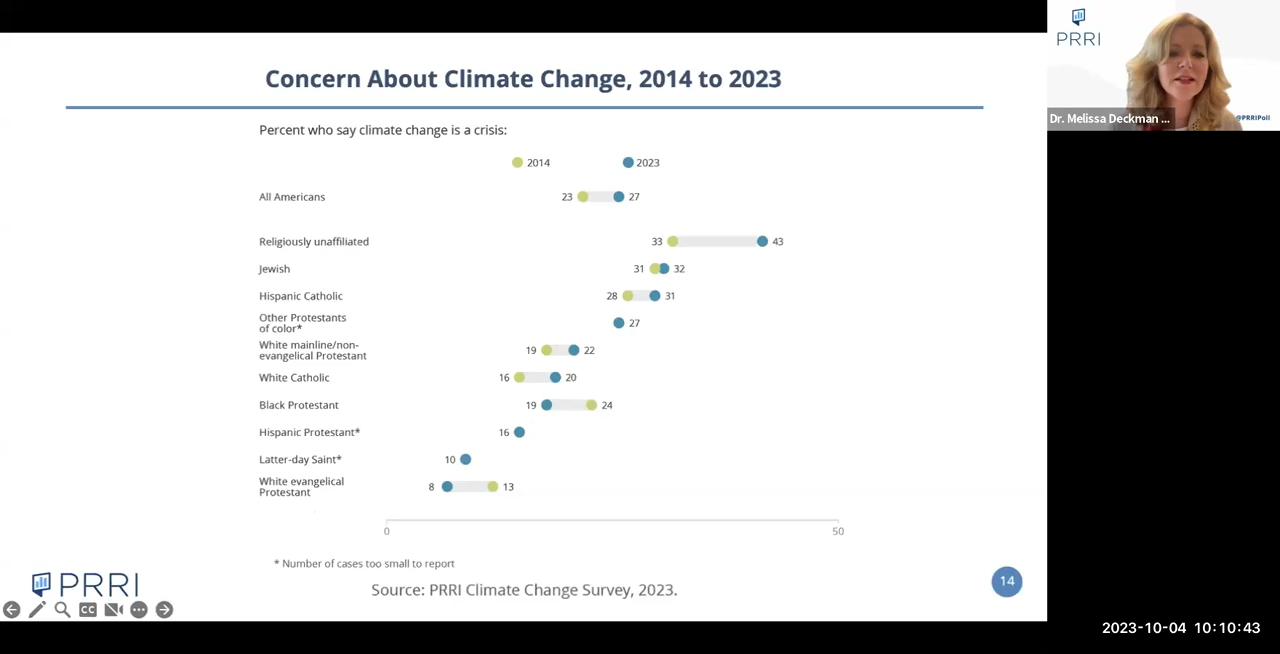 PRRI
Dr. Melissa Deckman ...
@PRRIPoll
Concern About Climate Change, 2014 to 2023
Percent who say climate change is a crisis:
2014 2023
All Americans 23 27
Religiously unaffiliated 33 43
Jewish 31 32
Hispanic Catholic 28 31
Other Protestants
of color* 27
White mainline/non-
evangelical Protestant 19 22
White Catholic 16 20
Black Protestant 19 24
Hispanic Protestant* 16
Latter-day Saint* 10
White evangelical
Protestant 8 13
0 50
* Number of cases too small to report
Source: PRRI Climate Change Survey, 2023.
14
PRRI
CC
2023-10-04 10:10:43